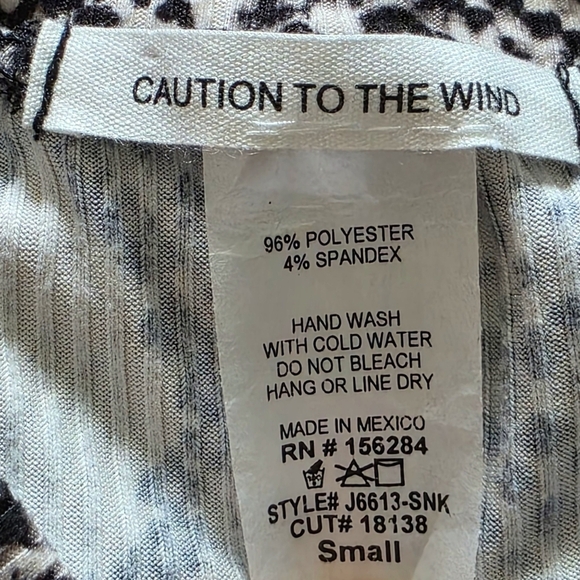 CAUTION TO THE WIND
96% POLYESTER
4% SPANDEX
HAND WASH
WITH COLD WATER
DO NOT BLEACH
HANG OR LINE DRY
MADE IN MEXICO
RN # 156284
STYLE# J6613-SNK
CUT# 18138
Small